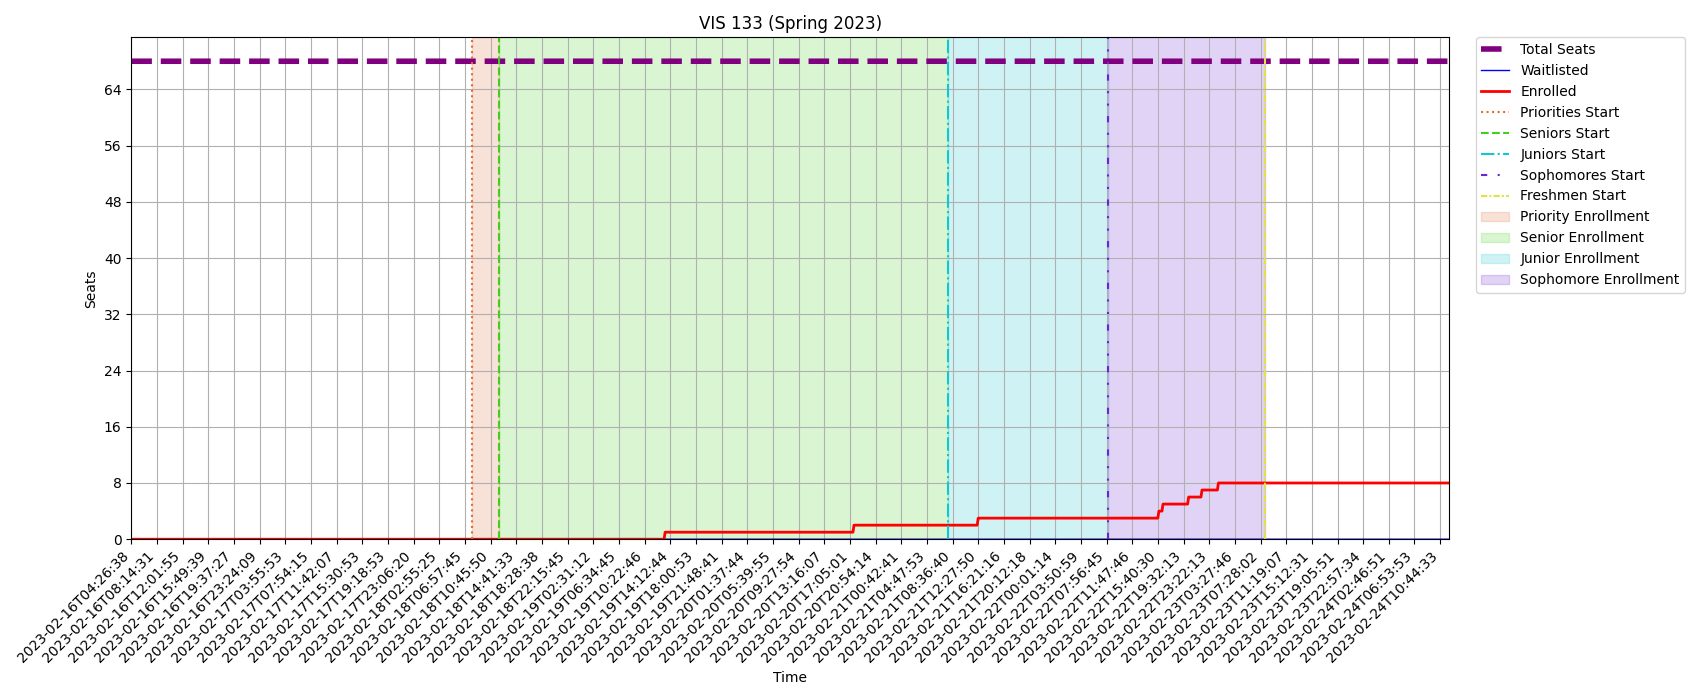 VIS 133 (Spring 2023)
Total Seats
Waitlisted
Enrolled
Priorities Start
Seniors Start
Juniors Start
Sophomores Start
Freshmen Start
Priority Enrollment
Senior Enrollment
Junior Enrollment
Sophomore Enrollment
Seats
64
56
48
40
32
24
16
8
0
2023-02-16T04:26:38
2023-02-16T08:14:31
2023-02-16T12:01:55
2023-02-16T15:49:39
2023-02-16T19:37:27
2023-02-16T23:24:09
2023-02-17T03:55:53
2023-02-17T07:54:15
2023-02-17T11:42:07
2023-02-17T15:30:53
2023-02-17T19:18:53
2023-02-17T23:06:20
2023-02-18T02:55:25
2023-02-18T06:57:45
2023-02-18T10:45:50
2023-02-18T14:41:33
2023-02-18T18:28:38
2023-02-18T22:15:45
2023-02-19T02:31:12
2023-02-19T06:34:45
2023-02-19T10:22:46
2023-02-19T14:12:44
2023-02-19T18:00:53
2023-02-19T21:48:41
2023-02-20T01:37:44
2023-02-20T05:39:55
2023-02-20T09:27:54
2023-02-20T13:16:07
2023-02-20T17:05:01
2023-02-20T20:54:14
2023-02-21T00:42:41
2023-02-21T04:47:53
2023-02-21T08:36:40
2023-02-21T12:27:50
2023-02-21T16:21:16
2023-02-21T20:12:18
2023-02-22T00:01:14
2023-02-22T03:50:59
2023-02-22T07:56:45
2023-02-22T11:47:46
2023-02-22T15:40:30
2023-02-22T19:32:13
2023-02-22T23:22:13
2023-02-23T03:27:46
2023-02-23T07:28:02
2023-02-23T11:19:07
2023-02-23T15:12:31
2023-02-23T19:05:51
2023-02-23T22:57:34
2023-02-24T02:46:51
2023-02-24T06:53:53
2023-02-24T10:44:33
Time